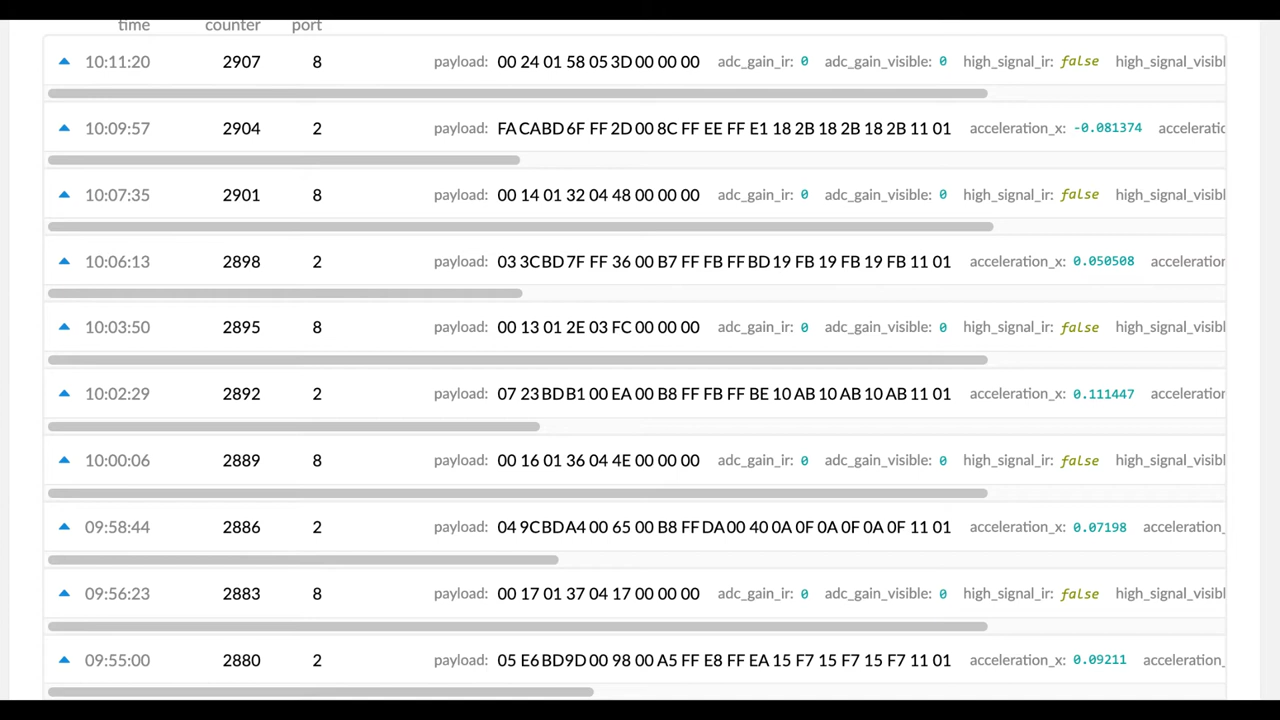 time counter port
10:11:20 2907 8 payload: 00 24 01 58 05 3D 00 00 00 adc_gain_ir: 0 adc_gain_visible: 0 high_signal_ir: false high_signal_visibl
10:09:57 2904 2 payload: FA CA BD 6F FF 2D 00 8C FF EE FF E1 18 2B 18 2B 18 2B 11 01 acceleration_x: -0.081374 acceleratic
10:07:35 2901 8 payload: 00 14 01 32 04 48 00 00 00 adc_gain_ir: 0 adc_gain_visible: 0 high_signal_ir: false high_signal_visibl
10:06:13 2898 2 payload: 03 3C BD 7F FF 36 00 B7 FF FB FF BD 19 FB 19 FB 19 FB 11 01 acceleration_x: 0.050508 acceleration
10:03:50 2895 8 payload: 00 13 01 2E 03 FC 00 00 00 adc_gain_ir: 0 adc_gain_visible: 0 high_signal_ir: false high_signal_visibl
10:02:29 2892 2 payload: 07 23 BD B1 00 EA 00 B8 FF FB FF BE 10 AB 10 AB 10 AB 11 01 acceleration_x: 0.111447 acceleration
10:00:06 2889 8 payload: 00 16 01 36 04 4E 00 00 00 adc_gain_ir: 0 adc_gain_visible: 0 high_signal_ir: false high_signal_visibl
09:58:44 2886 2 payload: 04 9C BD A4 00 65 00 B8 FF DA 00 40 0A 0F 0A 0F 0A 0F 11 01 acceleration_x: 0.07198 acceleration_
09:56:23 2883 8 payload: 00 17 01 37 04 17 00 00 00 adc_gain_ir: 0 adc_gain_visible: 0 high_signal_ir: false high_signal_visibl
09:55:00 2880 2 payload: 05 E6 BD 9D 00 98 00 A5 FF E8 FF EA 15 F7 15 F7 15 F7 11 01 acceleration_x: 0.09211 acceleration_